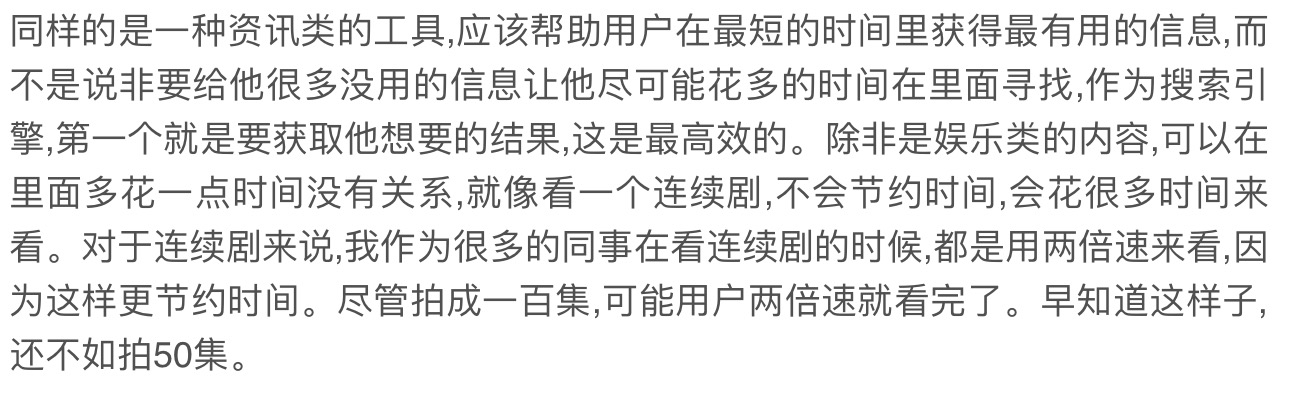 同样的是一种资讯类的工具,应该帮助用户在最短的时间里获得最有用的信息,而
不是说非要给他很多没用的信息让他尽可能花多的时间在里面寻找,作为搜索引
擎,第一个就是要获取他想要的结果,这是最高效的。除非是娱乐类的内容,可以在
里面多花一点时间没有关系,就像看一个连续剧,不会节约时间,会花很多时间来
看。对于连续剧来说,我作为很多的同事在看连续剧的时候,都是用两倍速来看,因
为这样更节约时间。尽管拍成一百集,可能用户两倍速就看完了。早知道这样子,
还不如拍50集。